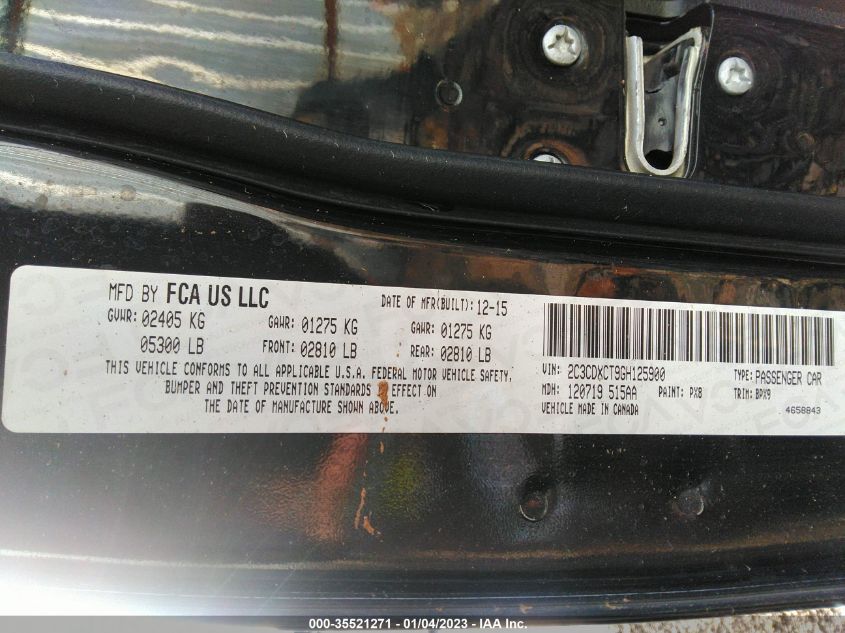 MFD BY FCA US LLC DATE OF MFR(BUILT): 12-15
GVWR: 02405 KG GAWR: 01275 KG GAWR: 01275 KG
05300 LB FRONT: 02810 LB REAR: 02810 LB
THIS VEHICLE CONFORMS TO ALL APPLICABLE U.S.A. FEDERAL MOTOR VEHICLE SAFETY,
BUMPER AND THEFT PREVENTION STANDARDS IN EFFECT ON
THE DATE OF MANUFACTURE SHOWN ABOVE.
VIN: 2C3CDXCT9GH125900 TYPE: PASSENGER CAR
MDH: 120719 515AA PAINT: PX8 TRIM: BPX9
VEHICLE MADE IN CANADA 4658843
000-35521271 - 01/04/2023 - IAA Inc.